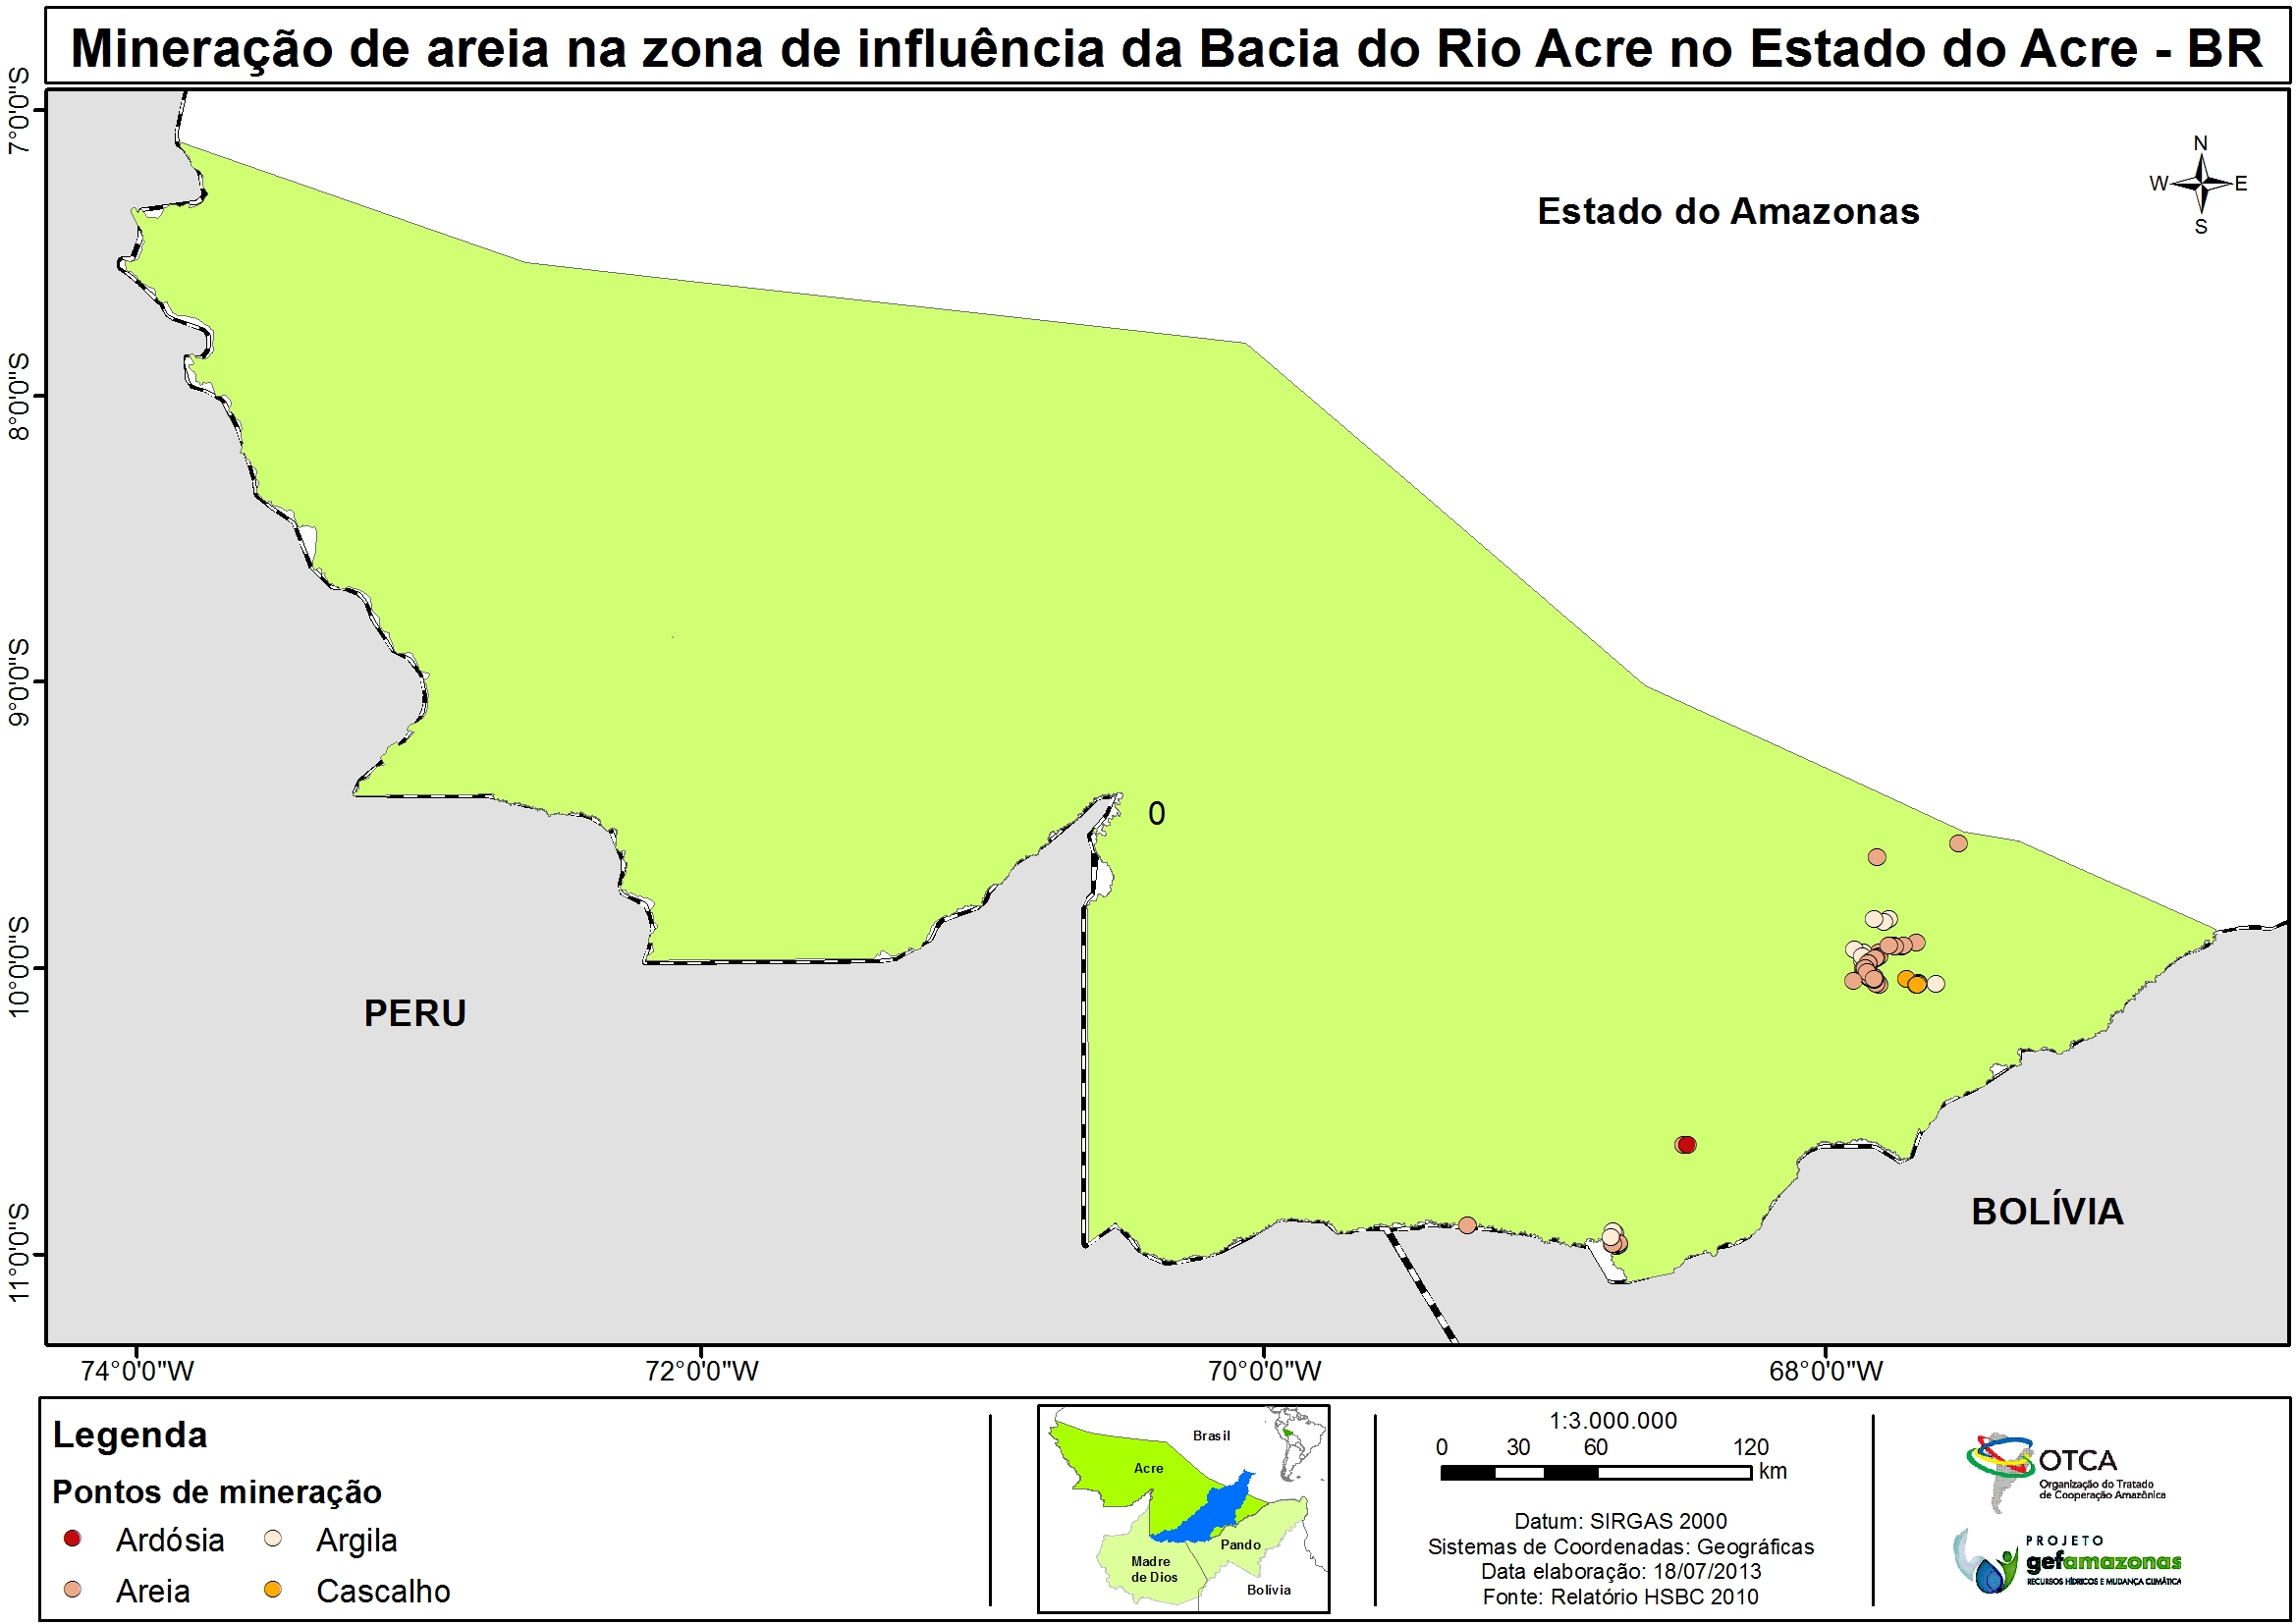 Mineração de areia na zona de influência da Bacia do Rio Acre no Estado do Acre - BR
7°0'0"S
8°0'0"S
9°0'0"S
10°0'0"S
11°0'0"S
N
W E
S
Estado do Amazonas
0
PERU
BOLÍVIA
74°0'0"W
72°0'0"W
70°0'0"W
68°0'0"W
Legenda
Pontos de mineração
Ardósia
Argila
Areia
Cascalho
Brasil
Acre
Pando
Madre
de Dios
Bolívia
1:3.000.000
0 30 60 120
km
Datum: SIRGAS 2000
Sistemas de Coordenadas: Geográficas
Data elaboração: 18/07/2013
Fonte: Relatório HSBC 2010
OTCA
Organização do Tratado
de Cooperação Amazônica
PROJETO
gefamazonas
RECURSOS HÍDRICOS E MUDANÇA CLIMÁTICA